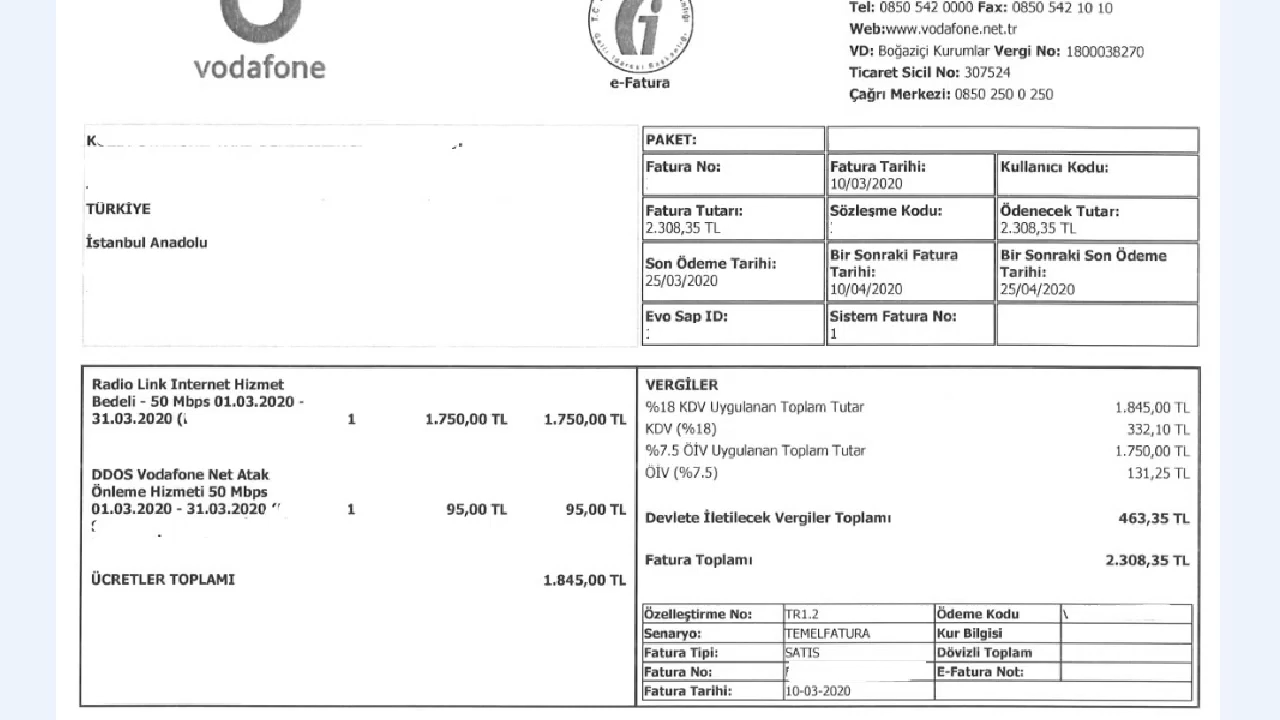 vodafone
e-Fatura
Tel: 0850 542 0000 Fax: 0850 542 10 10
Web:www.vodafone.net.tr
VD: Boğaziçi Kurumlar Vergi No: 1800038270
Ticaret Sicil No: 307524
Çağrı Merkezi: 0850 250 0 250
TÜRKİYE
İstanbul Anadolu
PAKET:
Fatura No:
Fatura Tarihi:
10/03/2020
Kullanıcı Kodu:
Fatura Tutarı:
2.308,35 TL
Sözleşme Kodu:
Ödenecek Tutar:
2.308,35 TL
Son Ödeme Tarihi:
25/03/2020
Bir Sonraki Fatura
Tarihi:
10/04/2020
Bir Sonraki Son Ödeme
Tarihi:
25/04/2020
Evo Sap ID:
Sistem Fatura No:
1
Radio Link Internet Hizmet
Bedeli - 50 Mbps 01.03.2020 -
31.03.2020 ( 1 1.750,00 TL 1.750,00 TL
DDOS Vodafone Net Atak
Önleme Hizmeti 50 Mbps
01.03.2020 - 31.03.2020 1 95,00 TL 95,00 TL
ÜCRETLER TOPLAMI 1.845,00 TL
VERGİLER
%18 KDV Uygulanan Toplam Tutar 1.845,00 TL
KDV (%18) 332,10 TL
%7.5 ÖİV Uygulanan Toplam Tutar 1.750,00 TL
ÖİV (%7.5) 131,25 TL
Devlete İletilecek Vergiler Toplamı 463,35 TL
Fatura Toplamı 2.308,35 TL
Özelleştirme No: TR1.2 Ödeme Kodu
Senaryo: TEMELFATURA Kur Bilgisi
Fatura Tipi: SATIS Dövizli Toplam
Fatura No: E-Fatura Not:
Fatura Tarihi: 10-03-2020